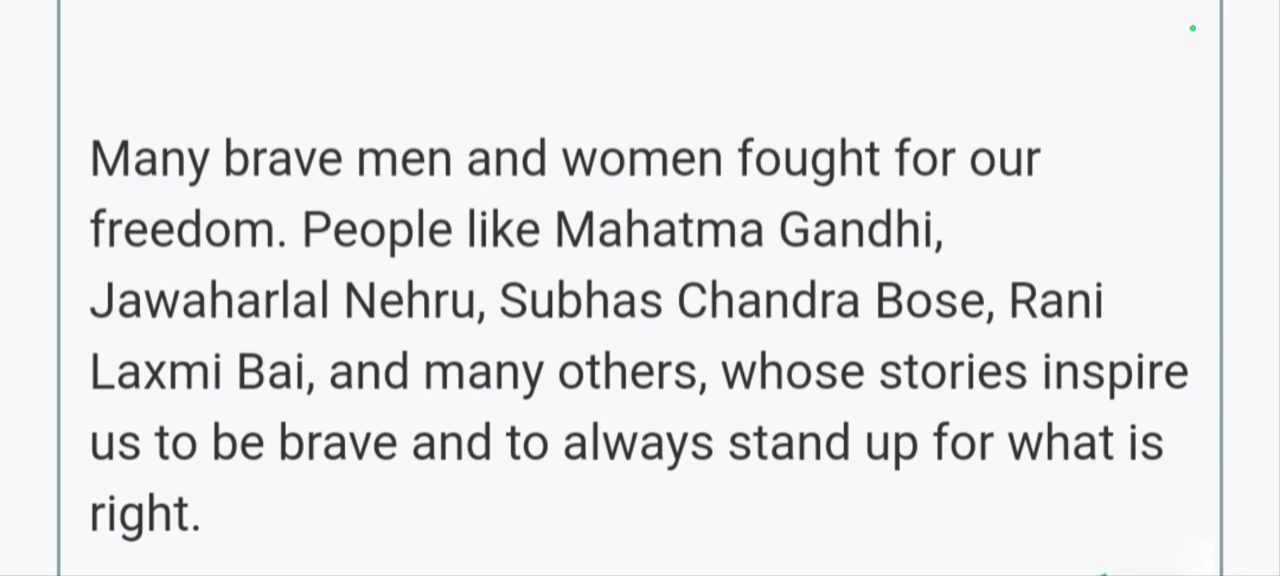 Many brave men and women fought for our
freedom. People like Mahatma Gandhi,
Jawaharlal Nehru, Subhas Chandra Bose, Rani
Laxmi Bai, and many others, whose stories inspire
us to be brave and to always stand up for what is
right.